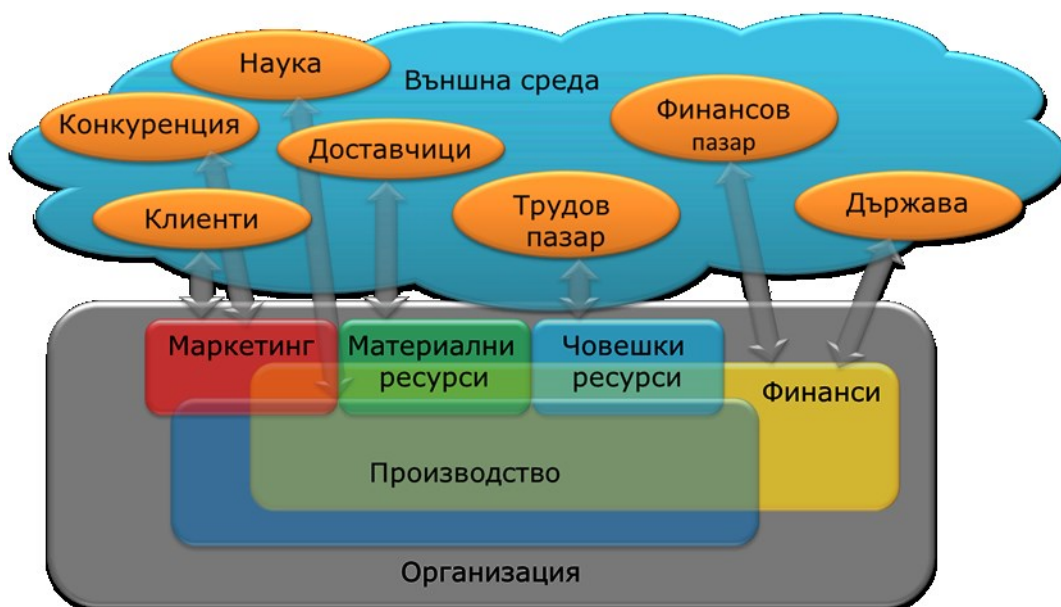 Наука
Външна среда
Конкуренция
Финансов
пазар
Доставчици
Клиенти
Трудов
пазар
Държава
Маркетинг
Материални
ресурси
Човешки
ресурси
Финанси
Производство
Организация